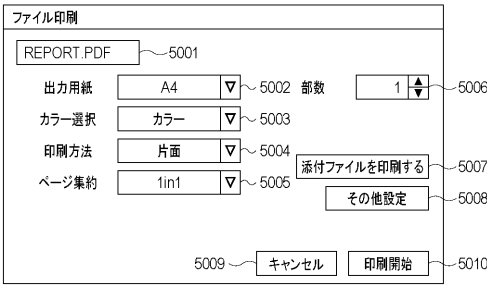 ファイル印刷
REPORT.PDF 5001
出力用紙 A4 5002 部数 1 5006
カラー選択 カラー 5003
印刷方法 片面 5004
添付ファイルを印刷する 5007
ページ集約 1in1 5005
その他設定 5008
5009 キャンセル 印刷開始 5010